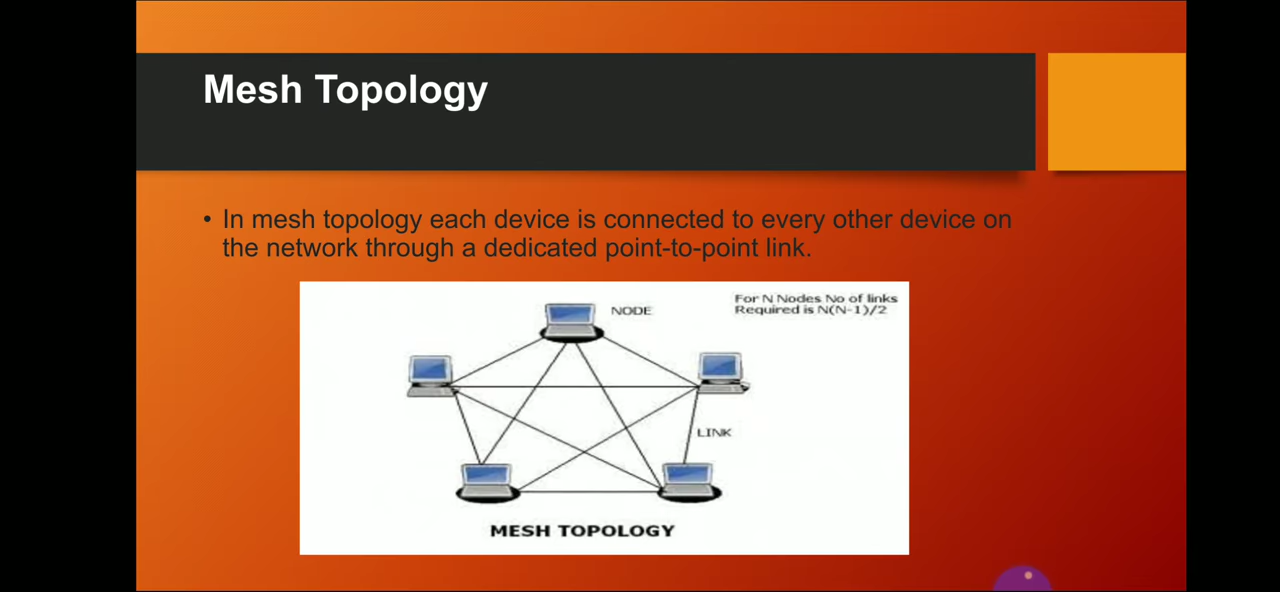 Mesh Topology
• In mesh topology each device is connected to every other device on
the network through a dedicated point-to-point link.
For N Nodes No of links
Required is N(N-1)/2
NODE
LINK
MESH TOPOLOGY